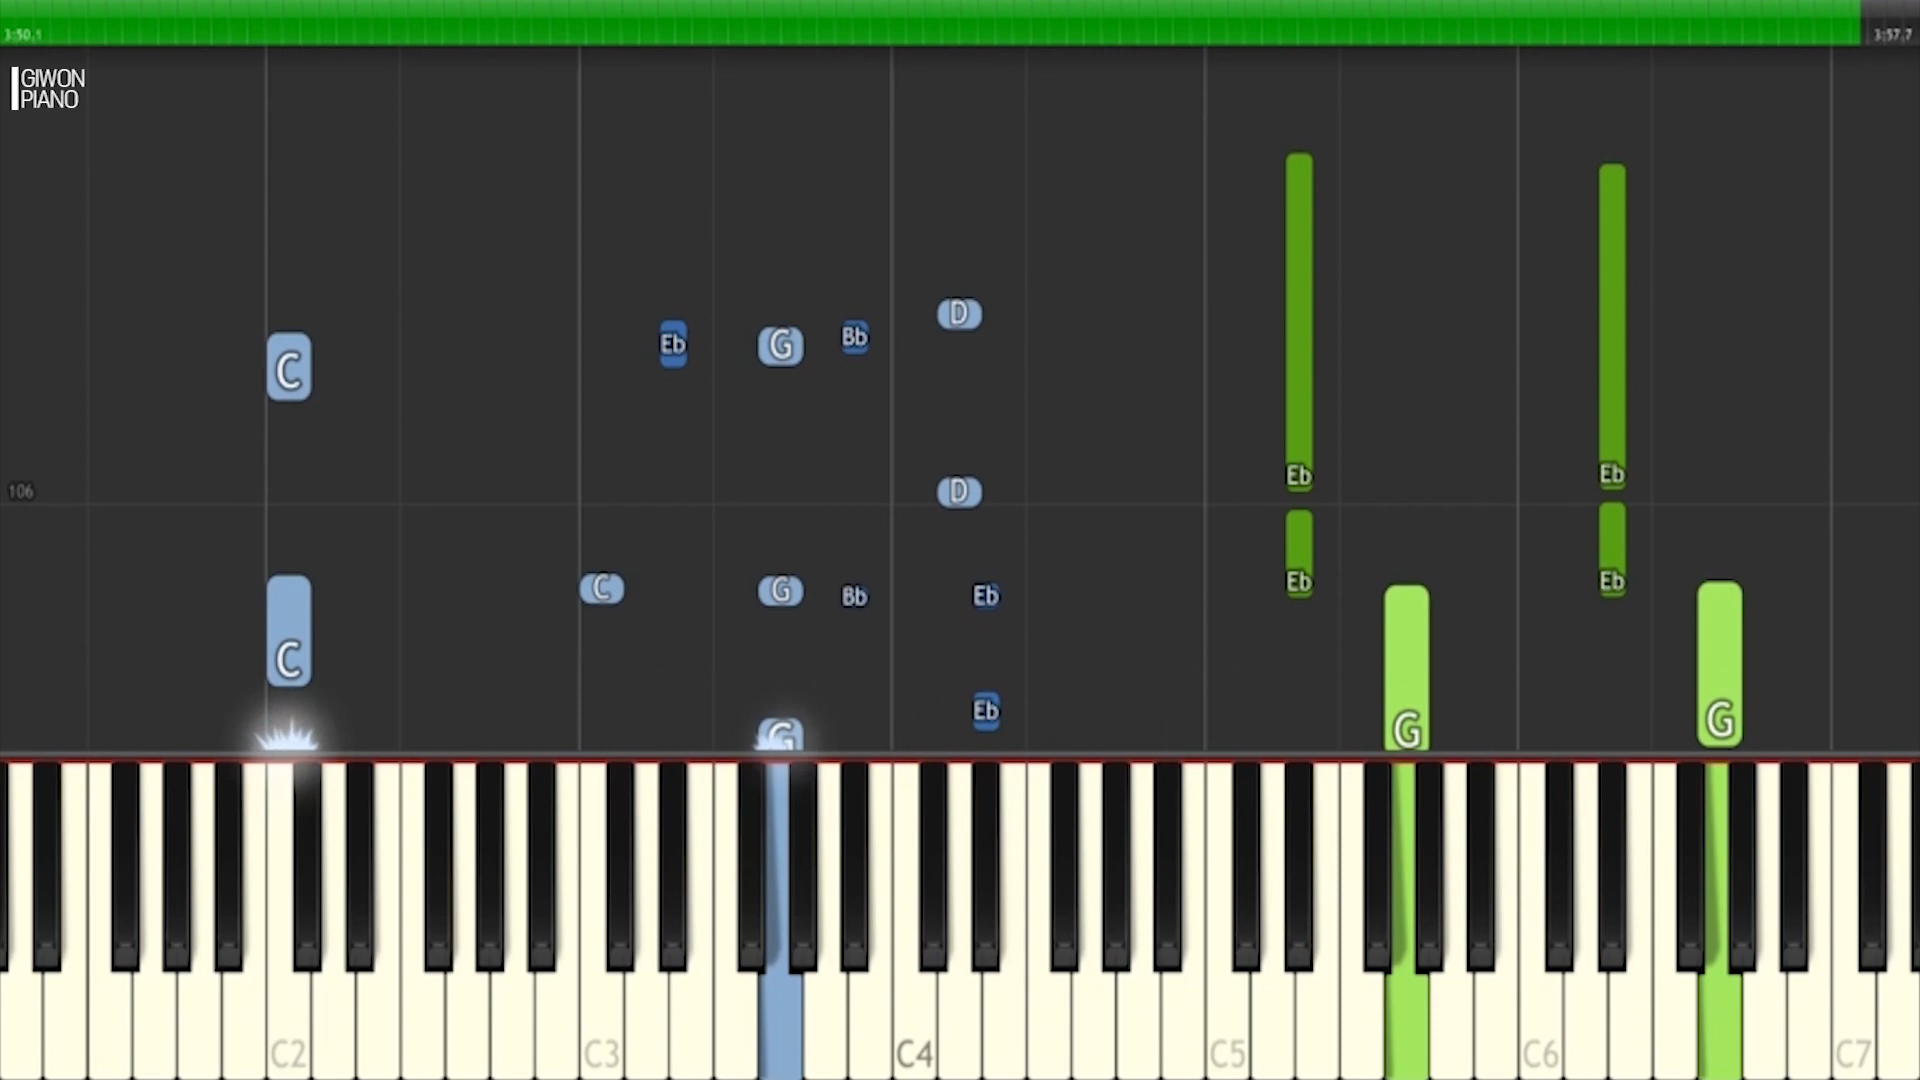 3:50.1
3:57.7
GIWON
PIANO
D
Eb G Bb
C
Eb Eb
106 D
C G Bb Eb Eb Eb
C
Eb
G G G
C2 C3 C4 C5 C6 C7